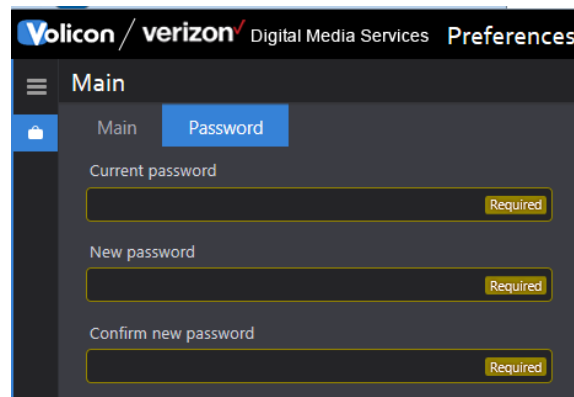 Volicon / verizon Digital Media Services Preferences
Main
Main Password
Current password
Required
New password
Required
Confirm new password
Required